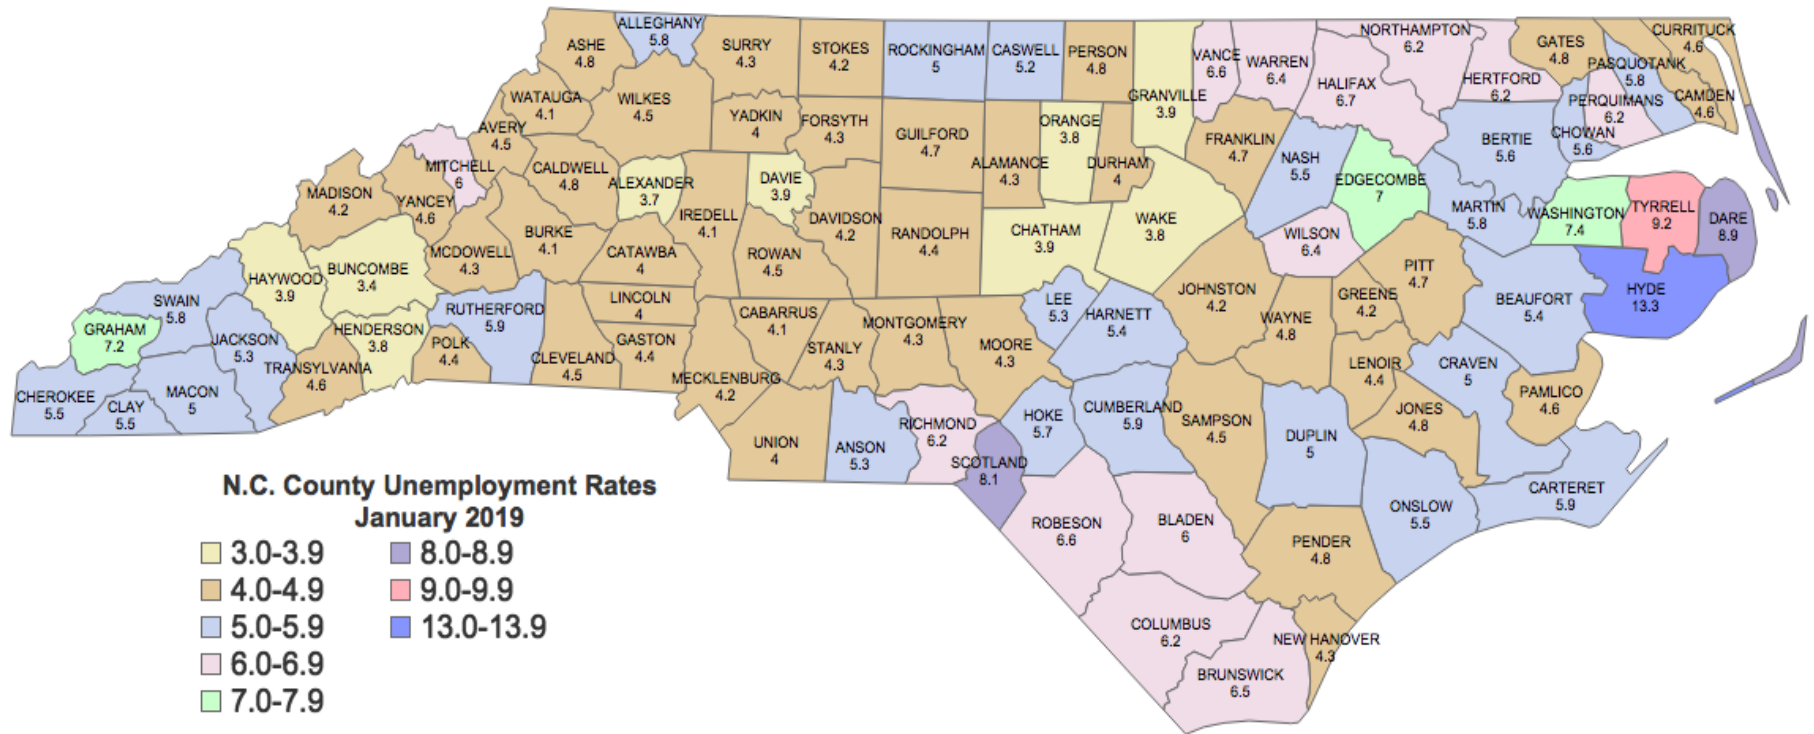 ALLEGHANY
5.8
ASHE
4.8
SURRY
4.3
STOKES
4.2
ROCKINGHAM
5
CASWELL
5.2
PERSON
4.8
GRANVILLE
3.9
VANCE
6.6
WARREN
6.4
NORTHAMPTON
6.2
HALIFAX
6.7
HERTFORD
6.2
GATES
4.8
CURRITUCK
4.6
PASQUOTANK
5.8
CAMDEN
4.6
PERQUIMANS
6.2
CHOWAN
5.6
BERTIE
5.6
WATAUGA
4.1
WILKES
4.5
YADKIN
4
FORSYTH
4.3
GUILFORD
4.7
ALAMANCE
4.3
ORANGE
3.8
DURHAM
4
FRANKLIN
4.7
NASH
5.5
EDGECOMBE
7
MARTIN
5.8
WASHINGTON
7.4
TYRRELL
9.2
DARE
8.9
AVERY
4.5
MITCHELL
6
CALDWELL
4.8
ALEXANDER
3.7
IREDELL
4.1
DAVIE
3.9
DAVIDSON
4.2
RANDOLPH
4.4
CHATHAM
3.9
WAKE
3.8
WILSON
6.4
MADISON
4.2
YANCEY
4.6
MCDOWELL
4.3
BURKE
4.1
CATAWBA
4
ROWAN
4.5
JOHNSTON
4.2
GREENE
4.2
PITT
4.7
BEAUFORT
5.4
HYDE
13.3
HAYWOOD
3.9
BUNCOMBE
3.4
SWAIN
5.8
GRAHAM
7.2
JACKSON
5.3
HENDERSON
3.8
RUTHERFORD
5.9
POLK
4.4
CLEVELAND
4.5
LINCOLN
4
GASTON
4.4
MECKLENBURG
4.2
CABARRUS
4.1
STANLY
4.3
MONTGOMERY
4.3
MOORE
4.3
LEE
5.3
HARNETT
5.4
WAYNE
4.8
LENOIR
4.4
CRAVEN
5
PAMLICO
4.6
JONES
4.8
CHEROKEE
5.5
CLAY
5.5
MACON
5
TRANSYLVANIA
4.6
UNION
4
ANSON
5.3
RICHMOND
6.2
SCOTLAND
8.1
HOKE
5.7
CUMBERLAND
5.9
SAMPSON
4.5
DUPLIN
5
ONSLOW
5.5
CARTERET
5.9
ROBESON
6.6
BLADEN
6
PENDER
4.8
COLUMBUS
6.2
NEW HANOVER
4.3
BRUNSWICK
6.5
N.C. County Unemployment Rates
January 2019
3.0-3.9
4.0-4.9
5.0-5.9
6.0-6.9
7.0-7.9
8.0-8.9
9.0-9.9
13.0-13.9